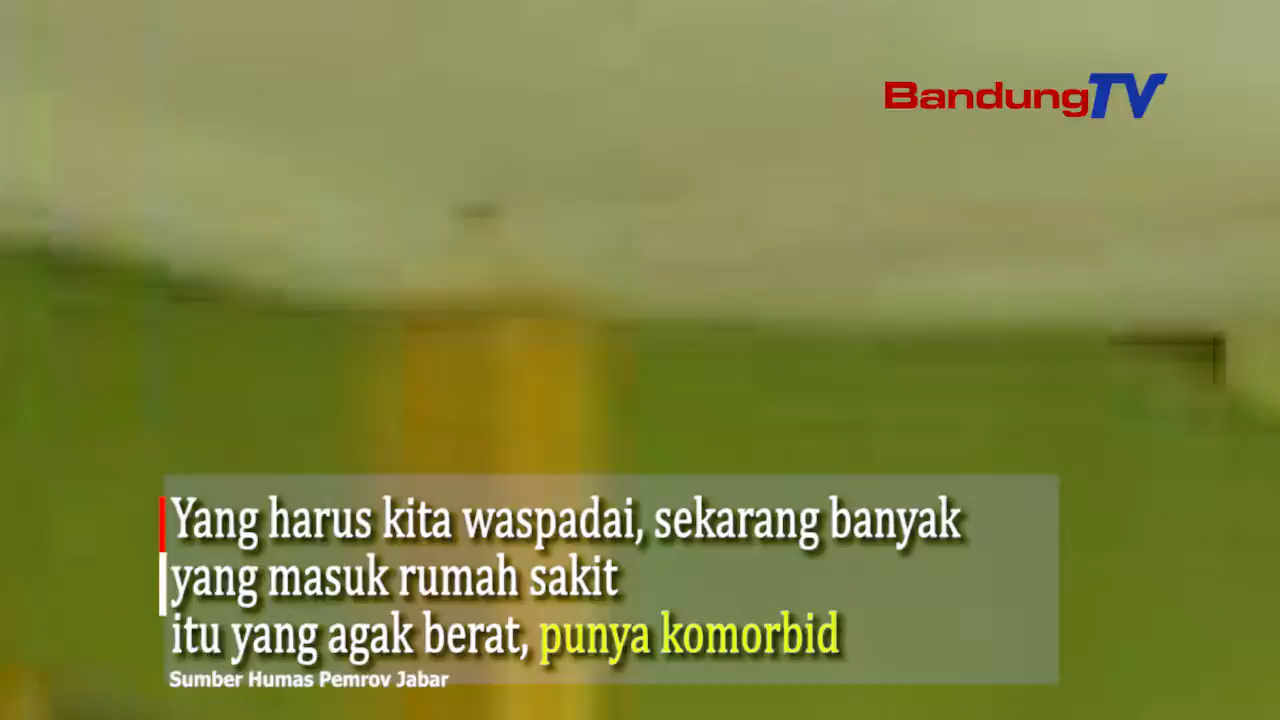 BandungTV
Yang harus kita waspadai, sekarang banyak
yang masuk rumah sakit
itu yang agak berat, punya komorbid
Sumber Humas Pemrov Jabar